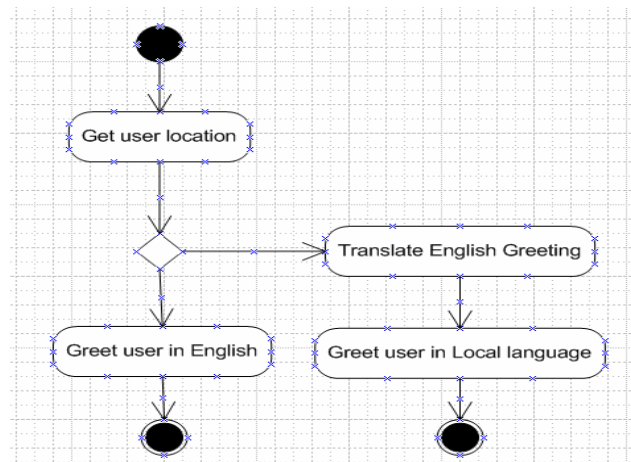 Get user location
Translate English Greeting
Greet user in English
Greet user in Local language